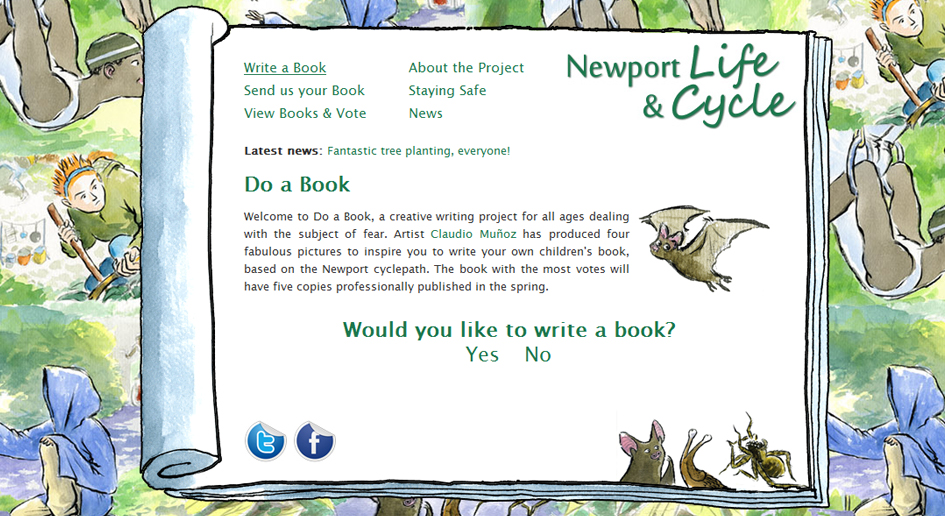 Write a Book
Send us your Book
View Books & Vote
About the Project
Staying Safe
News
Newport Life
& Cycle
Latest news: Fantastic tree planting, everyone!
Do a Book
Welcome to Do a Book, a creative writing project for all ages dealing
with the subject of fear. Artist Claudio Muñoz has produced four
fabulous pictures to inspire you to write your own children's book,
based on the Newport cyclepath. The book with the most votes will
have five copies professionally published in the spring.
Would you like to write a book?
Yes No
t f